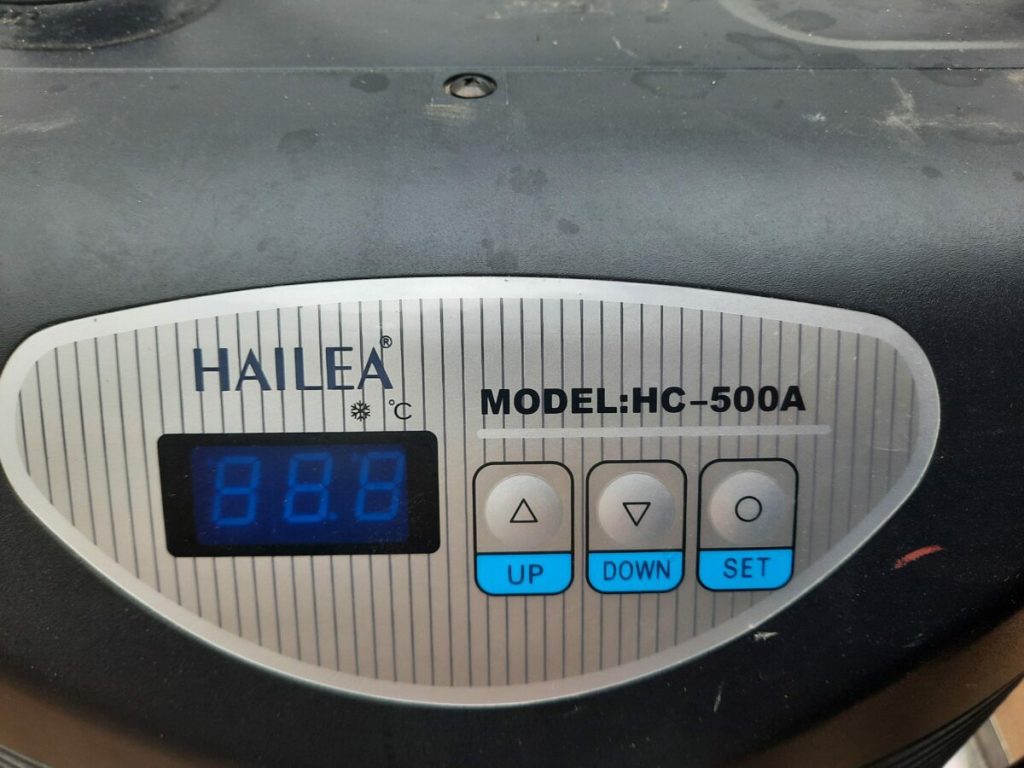 HAILEA®
°C
MODEL:HC-500A
88.8
UP DOWN SET